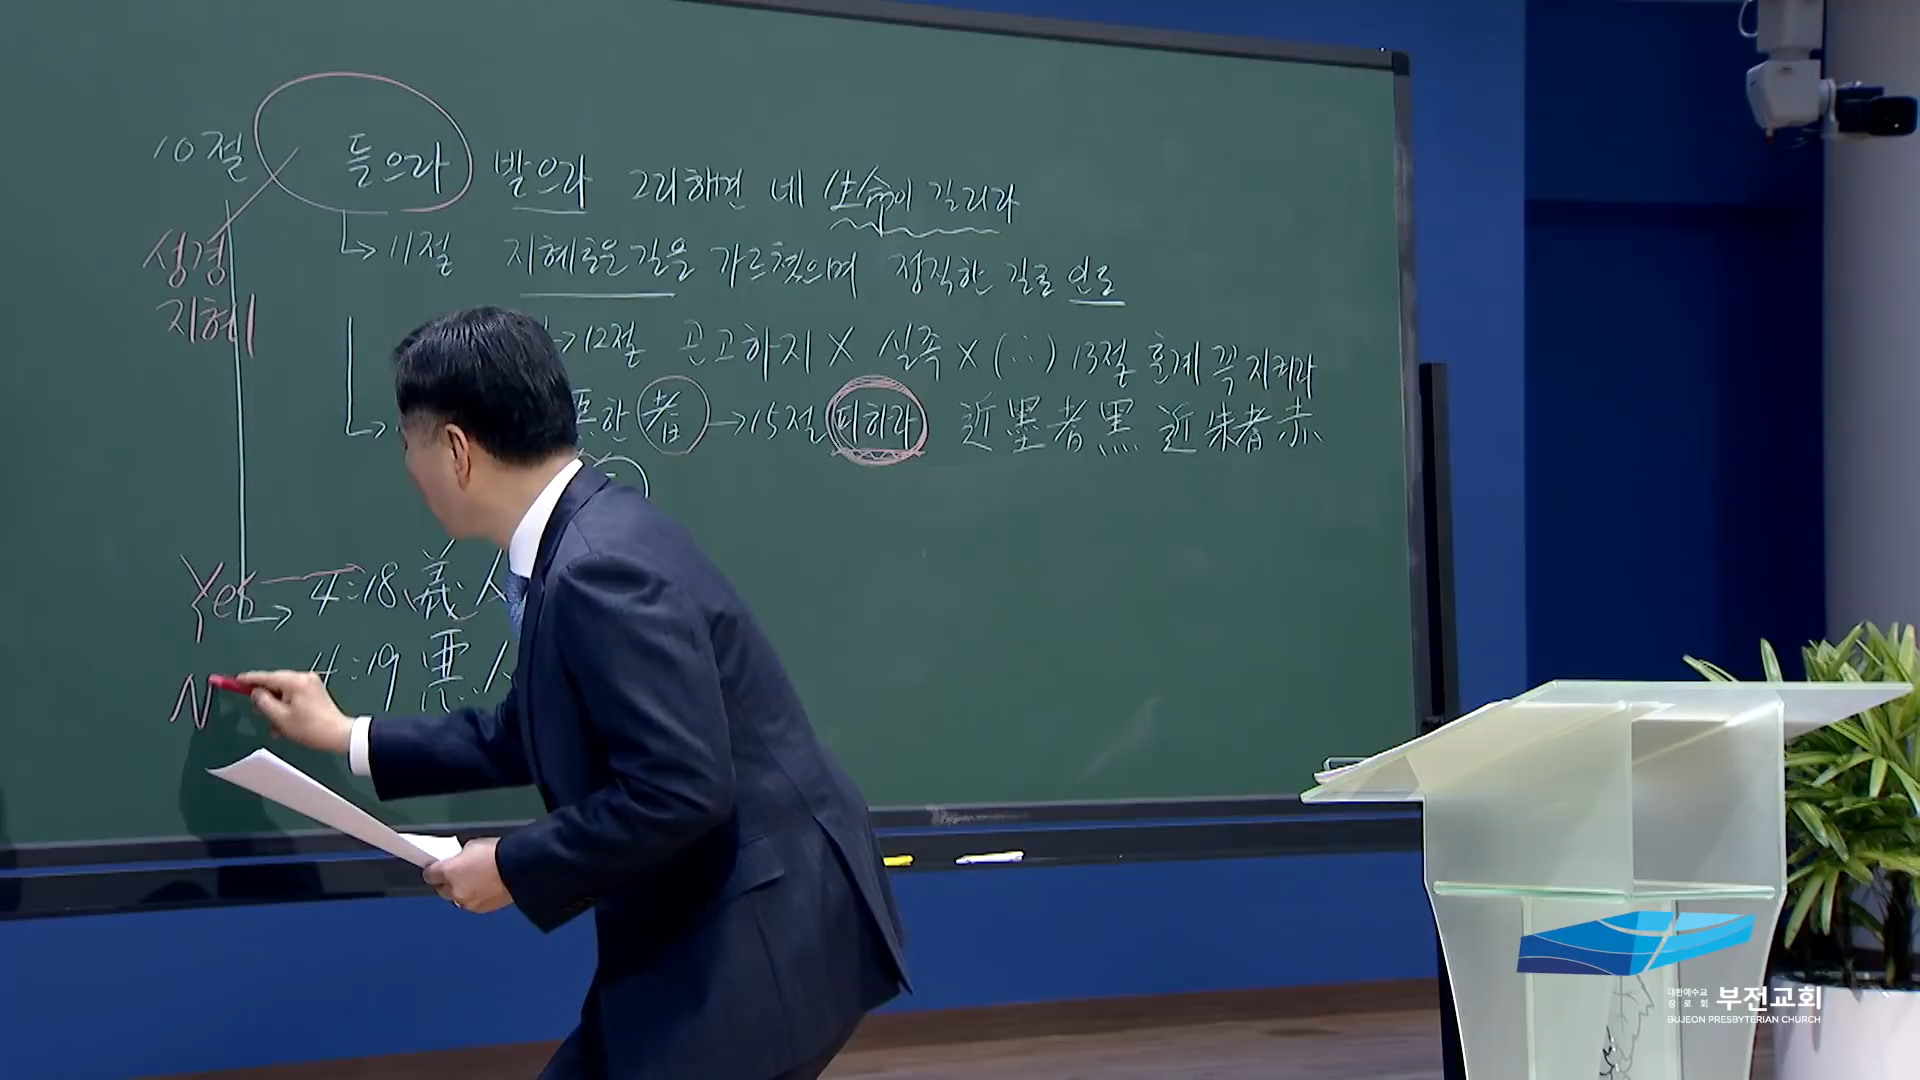 10절 들으라 받으라 그리하면 네 生命이 길리라
성경 지혜
11절 지혜로운 길을 가르쳤으며 정직한 길로 인도
→12절 곤고하지 X 실족 X (∴) 13절 훈계 꼭 지키라
한 者 →15절 피하라 近墨者黑 近朱者赤
Yes 4:18 義人
N 4:19 悪人
대한예수교
장로회 부전교회
BUJEON PRESBYTERIAN CHURCH